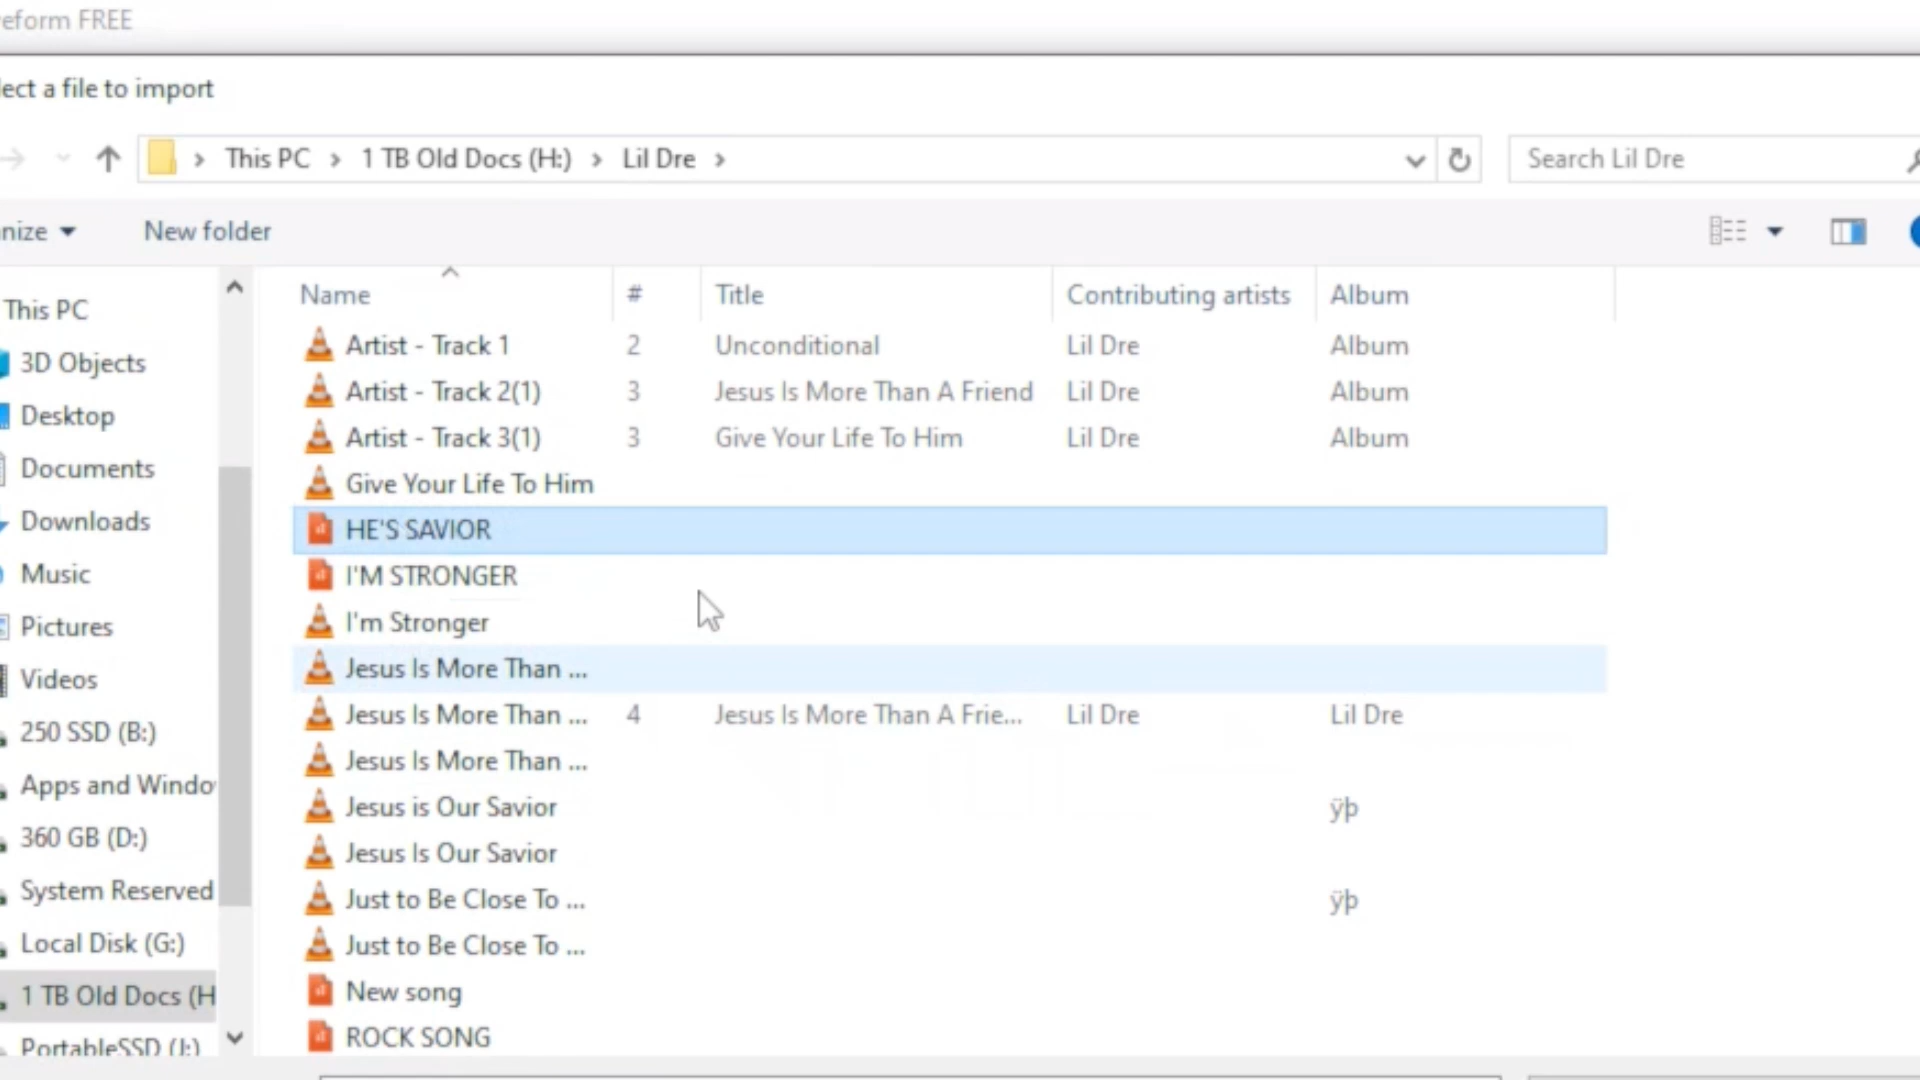 eform FREE
lect a file to import
This PC > 1 TB Old Docs (H:) > Lil Dre >
Search Lil Dre
nize
New folder
Name # Title Contributing artists Album
This PC
3D Objects
Desktop
Documents
Downloads
Music
Pictures
Videos
250 SSD (B:)
Apps and Windo
360 GB (D:)
System Reserved
Local Disk (G:)
1 TB Old Docs (H
PortableSSD (J:)
Artist - Track 1 2 Unconditional Lil Dre Album
Artist - Track 2(1) 3 Jesus Is More Than A Friend Lil Dre Album
Artist - Track 3(1) 3 Give Your Life To Him Lil Dre Album
Give Your Life To Him
HE'S SAVIOR
I'M STRONGER
I'm Stronger
Jesus Is More Than ...
Jesus Is More Than ... 4 Jesus Is More Than A Frie... Lil Dre Lil Dre
Jesus Is More Than ...
Jesus is Our Savior ÿþ
Jesus Is Our Savior
Just to Be Close To ... ÿþ
Just to Be Close To ...
New song
ROCK SONG